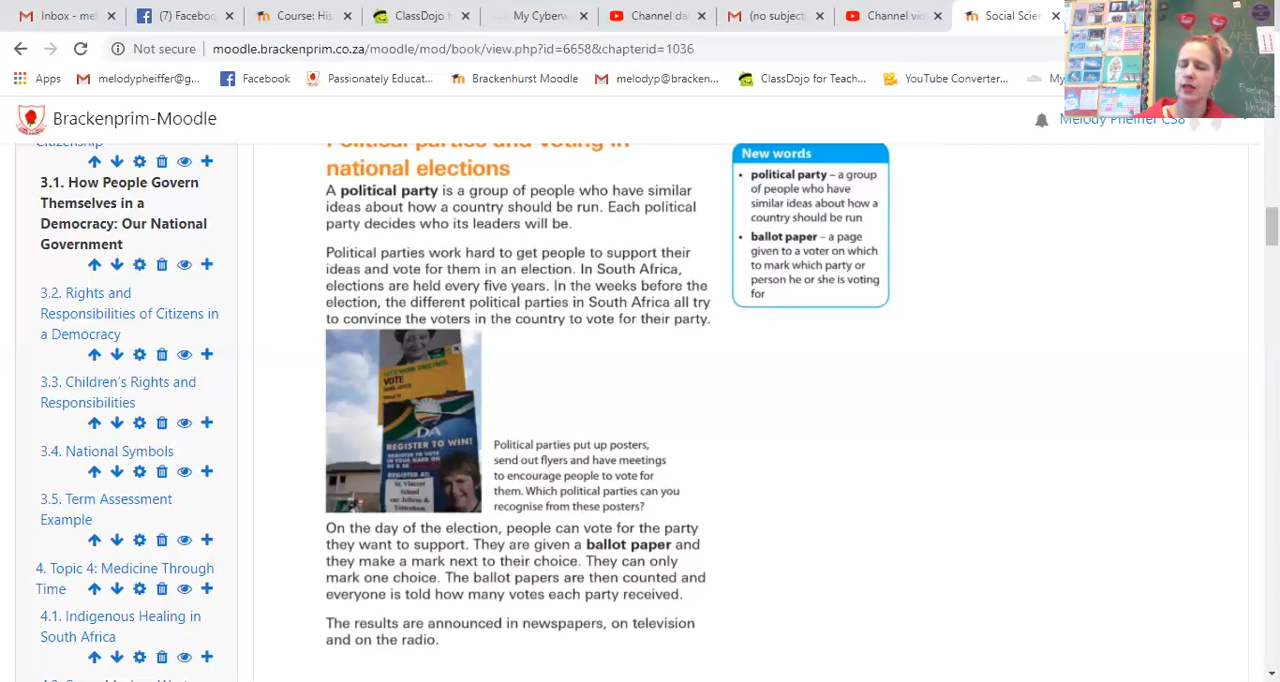 Inbox - mel
(7) Faceboo
Course: His
ClassDojo f
My Cyberw
Channel da
(no subject
Channel vid
Social Scien
Not secure
moodle.brackenprim.co.za/moodle/mod/book/view.php?id=6658&chapterid=1036
Apps
melodypheiffer@g...
Facebook
Passionately Educat...
Brackenhurst Moodle
melodyp@bracken...
ClassDojo for Teach...
YouTube Converter...
My
Brackenprim-Moodle
Melody Pheiffer CS8
Citizenship
3.1. How People Govern
Themselves in a
Democracy: Our National
Government
3.2. Rights and
Responsibilities of Citizens in
a Democracy
3.3. Children's Rights and
Responsibilities
3.4. National Symbols
3.5. Term Assessment
Example
4. Topic 4: Medicine Through
Time
4.1. Indigenous Healing in
South Africa
Political parties and voting in
national elections
A political party is a group of people who have similar
ideas about how a country should be run. Each political
party decides who its leaders will be.
Political parties work hard to get people to support their
ideas and vote for them in an election. In South Africa,
elections are held every five years. In the weeks before the
election, the different political parties in South Africa all try
to convince the voters in the country to vote for their party.
VOTE
DA
REGISTER TO WIN!
REGISTER TO VOTE
REGISTER AT:
St. Vincent
School
Political parties put up posters,
send out flyers and have meetings
to encourage people to vote for
them. Which political parties can you
recognise from these posters?
On the day of the election, people can vote for the party
they want to support. They are given a ballot paper and
they make a mark next to their choice. They can only
mark one choice. The ballot papers are then counted and
everyone is told how many votes each party received.
The results are announced in newspapers, on television
and on the radio.
New words
• political party – a group
of people who have
similar ideas about how a
country should be run
• ballot paper – a page
given to a voter on which
to mark which party or
person he or she is voting
for